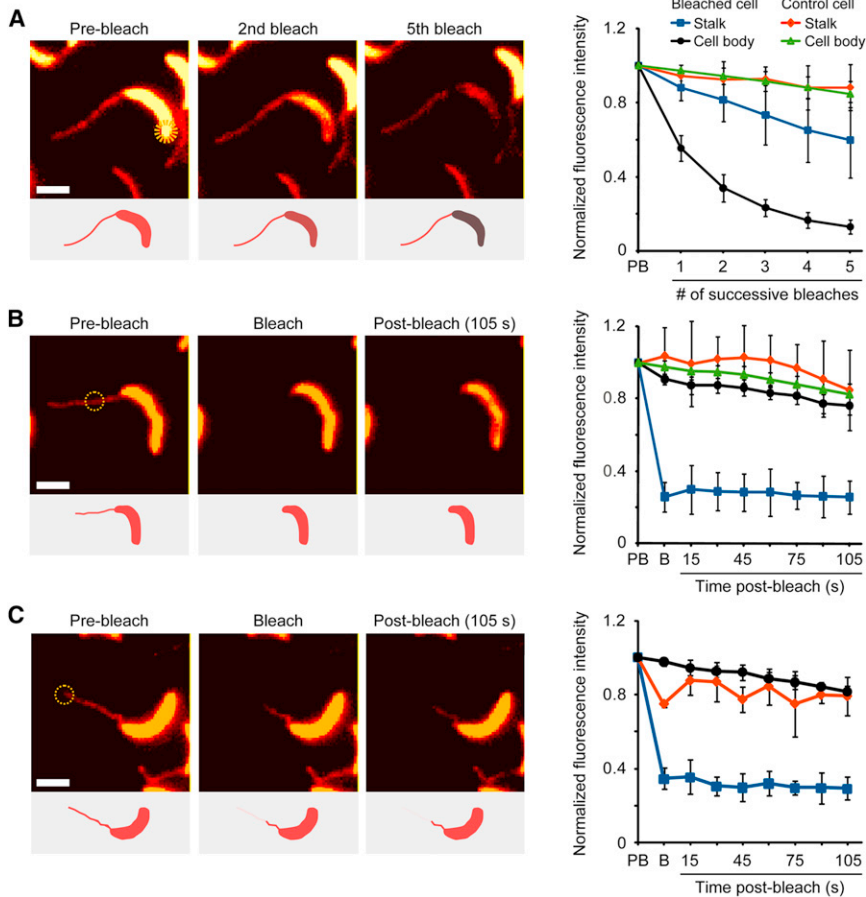 A
Pre-bleach 2nd bleach 5th bleach
Bleached cell Control cell
Stalk Stalk
Cell body Cell body
Normalized fluorescence intensity
1.2
0.8
0.4
0
PB 1 2 3 4 5
# of successive bleaches
B
Pre-bleach Bleach Post-bleach (105 s)
Normalized fluorescence intensity
1.2
0.8
0.4
0
PB B 15 45 75 105
Time post-bleach (s)
C
Pre-bleach Bleach Post-bleach (105 s)
Normalized fluorescence intensity
1.2
0.8
0.4
0
PB B 15 45 75 105
Time post-bleach (s)